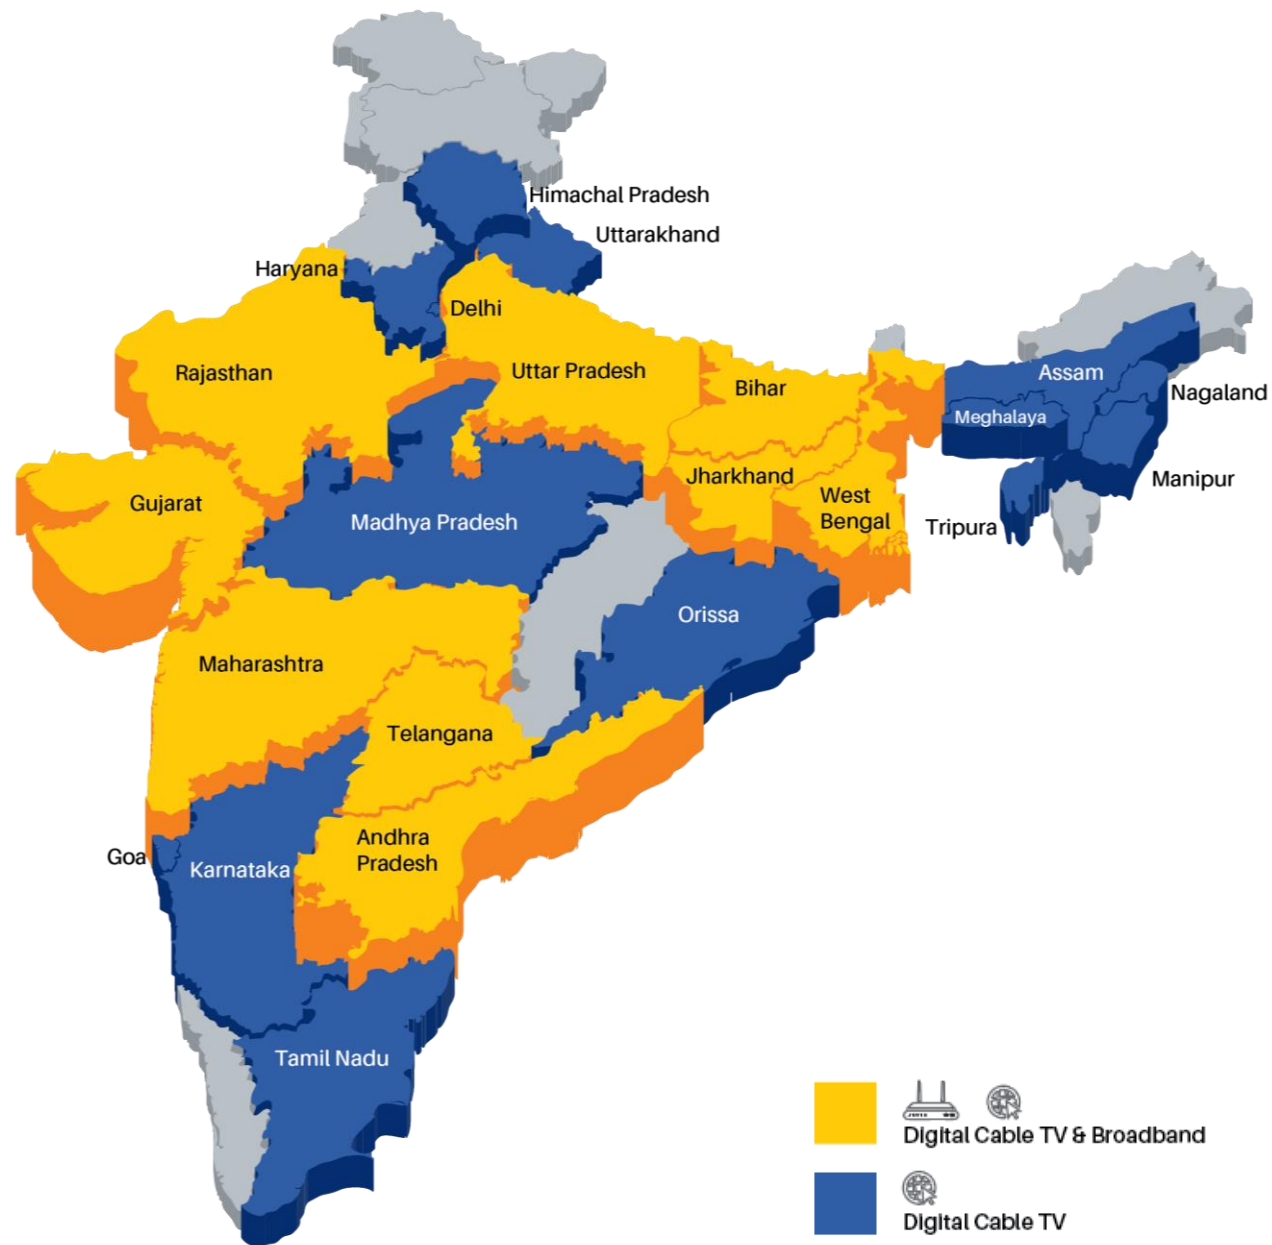 Himachal Pradesh
Uttarakhand
Haryana
Delhi
Rajasthan
Uttar Pradesh
Bihar
Assam
Nagaland
Meghalaya
Gujarat
Jharkhand
Manipur
West
Bengal
Madhya Pradesh
Tripura
Orissa
Maharashtra
Telangana
Andhra
Pradesh
Goa
Karnataka
Tamil Nadu
Digital Cable TV & Broadband
Digital Cable TV